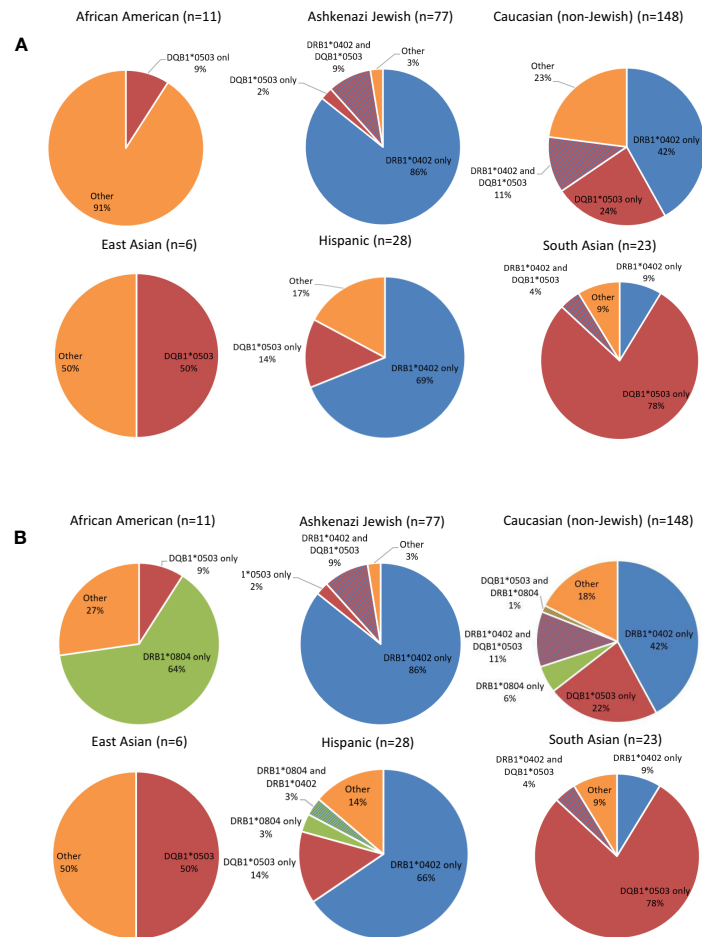 African American (n=11)
Ashkenazi Jewish (n=77)
Caucasian (non-Jewish) (n=148)
A
DQB1*0503 onl
9%
Other
91%
DRB1*0402 and
DQB1*0503
9%
Other
3%
DQB1*0503 only
2%
DRB1*0402 only
86%
Other
23%
DRB1*0402 only
42%
DRB1*0402 and
DQB1*0503
11%
DQB1*0503 only
24%
East Asian (n=6)
Hispanic (n=28)
South Asian (n=23)
Other
50%
DQB1*0503
50%
Other
17%
DQB1*0503 only
14%
DRB1*0402 only
69%
DRB1*0402 and
DQB1*0503
4%
Other
9%
DRB1*0402 only
9%
DQB1*0503 only
78%
B
African American (n=11)
Ashkenazi Jewish (n=77)
Caucasian (non-Jewish) (n=148)
DQB1*0503 only
9%
Other
27%
DRB1*0804 only
64%
DRB1*0402 and
DQB1*0503
9%
Other
3%
1*0503 only
2%
DRB1*0402 only
86%
DQB1*0503 and
DRB1*0804
1%
Other
18%
DRB1*0402 and
DQB1*0503
11%
DRB1*0402 only
42%
DRB1*0804 only
6%
DQB1*0503 only
22%
East Asian (n=6)
Hispanic (n=28)
South Asian (n=23)
Other
50%
DQB1*0503
50%
DRB1*0804 and
DRB1*0402
3%
Other
14%
DRB1*0804 only
3%
DQB1*0503 only
14%
DRB1*0402 only
66%
DRB1*0402 and
DQB1*0503
4%
Other
9%
DRB1*0402 only
9%
DQB1*0503 only
78%